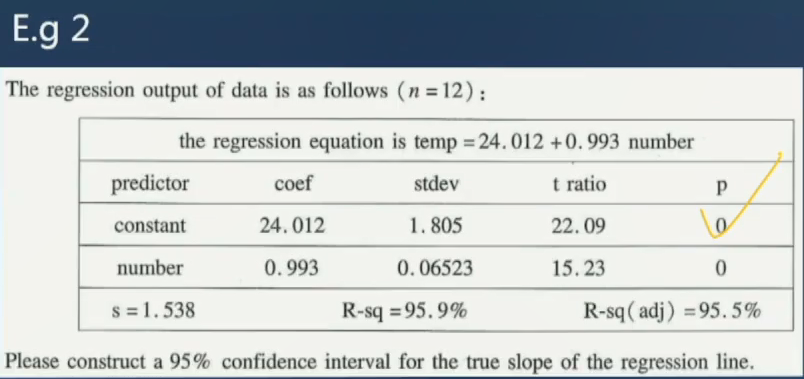 E.g 2
The regression output of data is as follows (n = 12):
the regression equation is temp = 24.012 + 0.993 number
predictor coef stdev t ratio p
constant 24.012 1.805 22.09 0
number 0.993 0.06523 15.23 0
s = 1.538 R-sq = 95.9% R-sq(adj) = 95.5%
Please construct a 95% confidence interval for the true slope of the regression line.